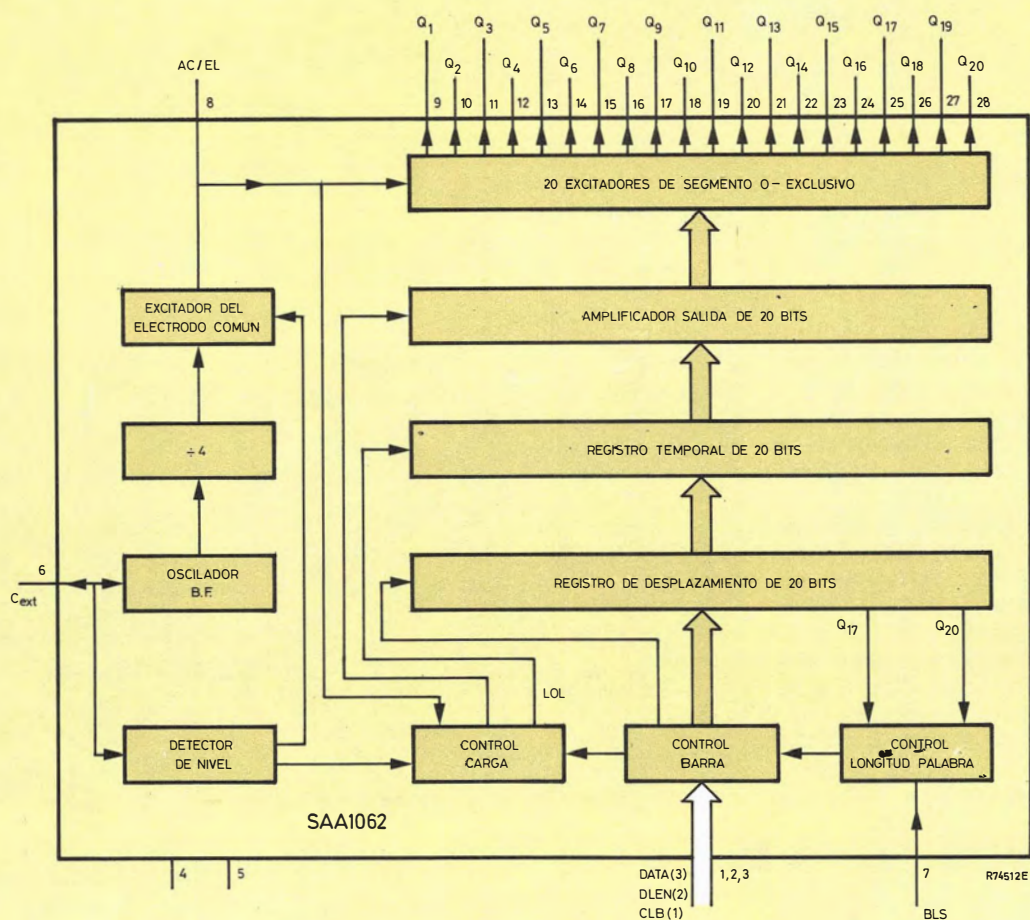 Q1 Q3 Q5 Q7 Q9 Q11 Q13 Q15 Q17 Q19
AC/EL Q2 Q4 Q6 Q8 Q10 Q12 Q14 Q16 Q18 Q20
8 9 10 11 12 13 14 15 16 17 18 19 20 21 22 23 24 25 26 27 28
20 EXCITADORES DE SEGMENTO O - EXCLUSIVO
EXCITADOR DEL
ELECTRODO COMUN
AMPLIFICADOR SALIDA DE 20 BITS
÷4
REGISTRO TEMPORAL DE 20 BITS
6
Cext
OSCILADOR
B.F.
REGISTRO DE DESPLAZAMIENTO DE 20 BITS
Q17 Q20
LOL
DETECTOR
DE NIVEL
CONTROL
CARGA
CONTROL
BARRA
CONTROL
LONGITUD PALABRA
SAA1062
4 5
DATA(3) 1,2,3
DLEN(2)
CLB(1)
7
BLS
R74512E